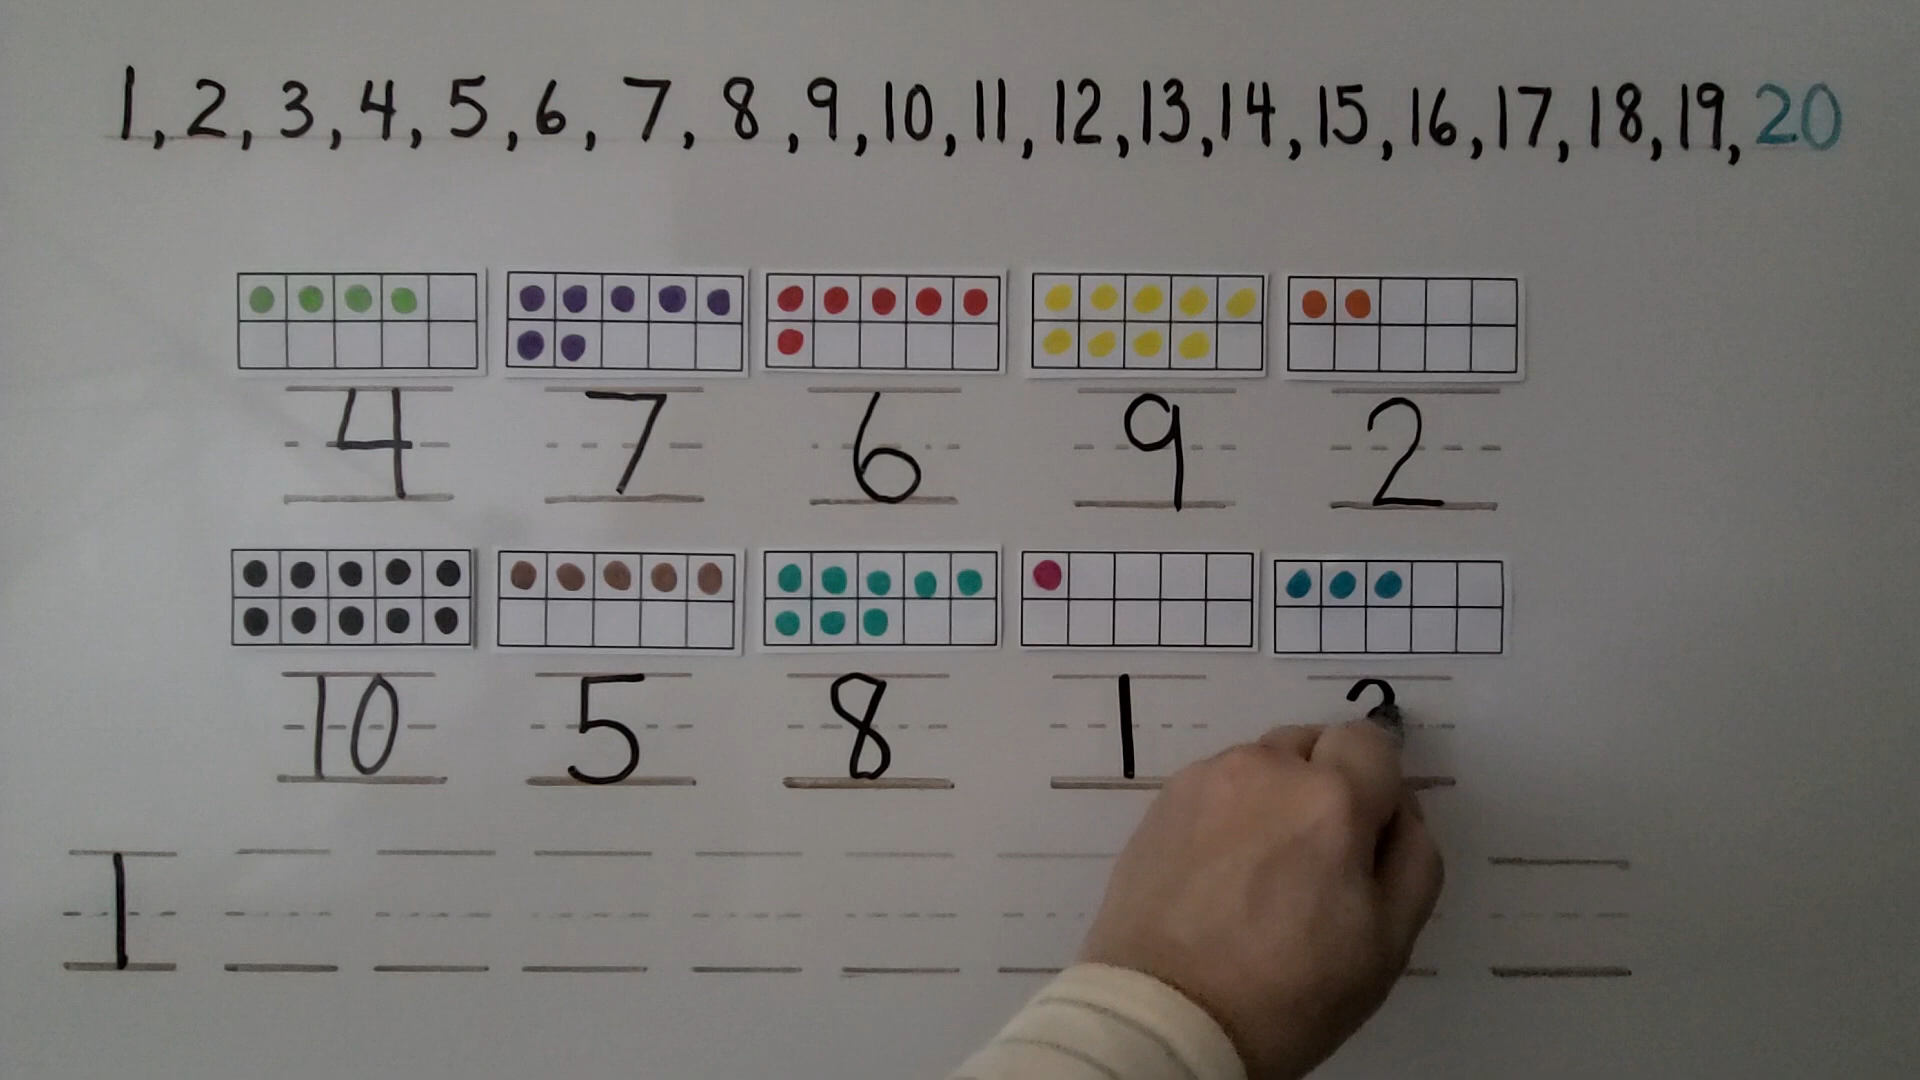 1, 2, 3, 4, 5, 6, 7, 8, 9, 10, 11, 12, 13, 14, 15, 16, 17, 18, 19, 20
4 7 6 9 2
10 5 8 1
1